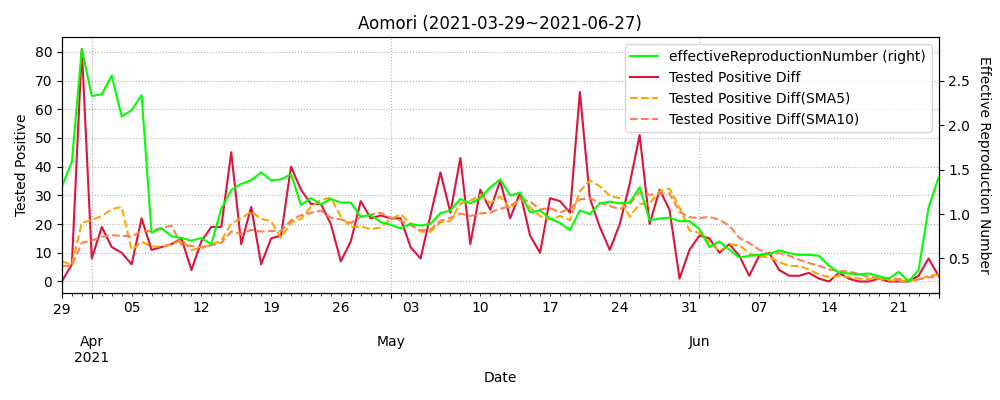 Aomori (2021-03-29~2021-06-27)
effectiveReproductionNumber (right)
Tested Positive Diff
Tested Positive Diff(SMA5)
Tested Positive Diff(SMA10)
Tested Positive
80
70
60
50
40
30
20
10
0
2.5
2.0
1.5
1.0
0.5
Effective Reproduction Number
29 05 12 19 26 03 10 17 24 31 07 14 21
Apr May Jun
2021
Date